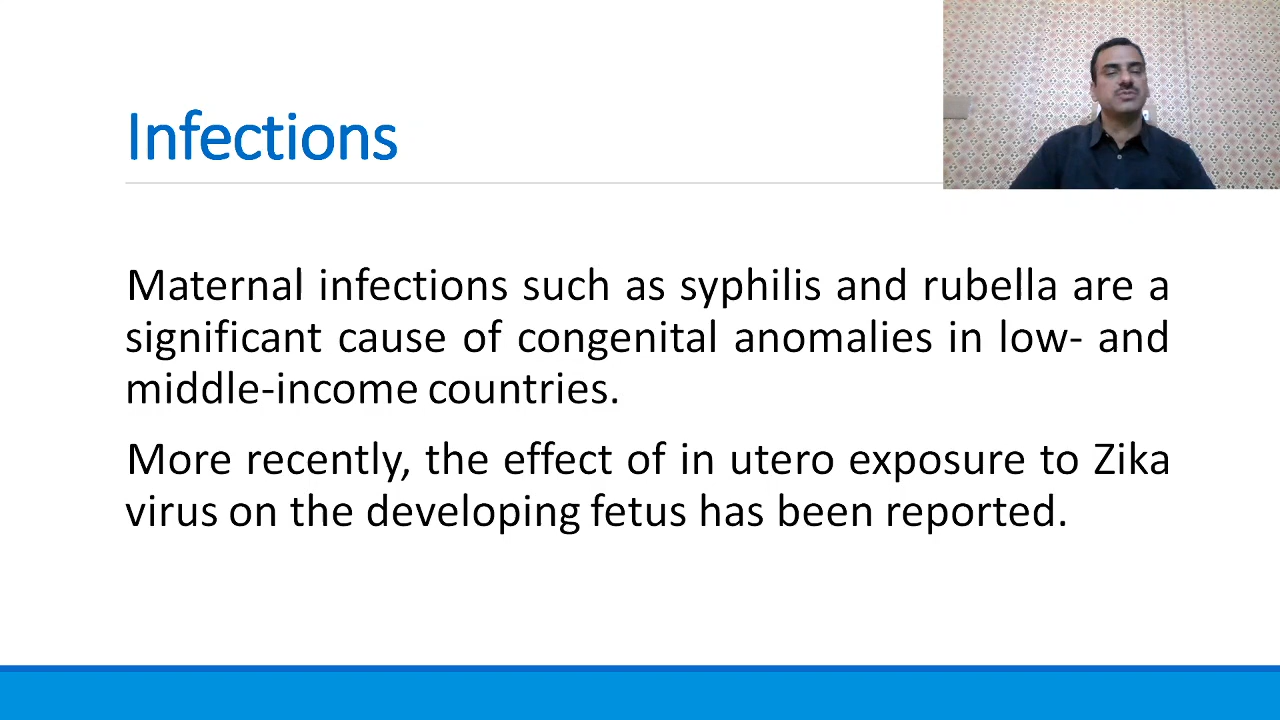 Infections
Maternal infections such as syphilis and rubella are a
significant cause of congenital anomalies in low- and
middle-income countries.
More recently, the effect of in utero exposure to Zika
virus on the developing fetus has been reported.